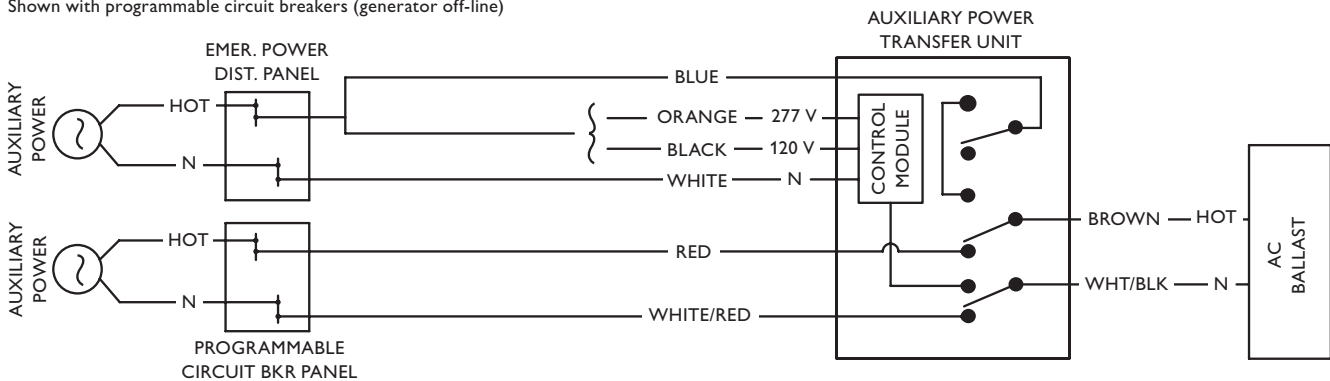 Shown with programmable circuit breakers (generator off-line)
AUXILIARY POWER
TRANSFER UNIT
EMER. POWER
DIST. PANEL
AUXILIARY
POWER
HOT
N
BLUE
ORANGE
277 V
BLACK
120 V
WHITE
N
CONTROL
MODULE
AUXILIARY
POWER
HOT
N
RED
WHITE/RED
BROWN
HOT
WHT/BLK
N
AC
BALLAST
PROGRAMMABLE
CIRCUIT BKR PANEL